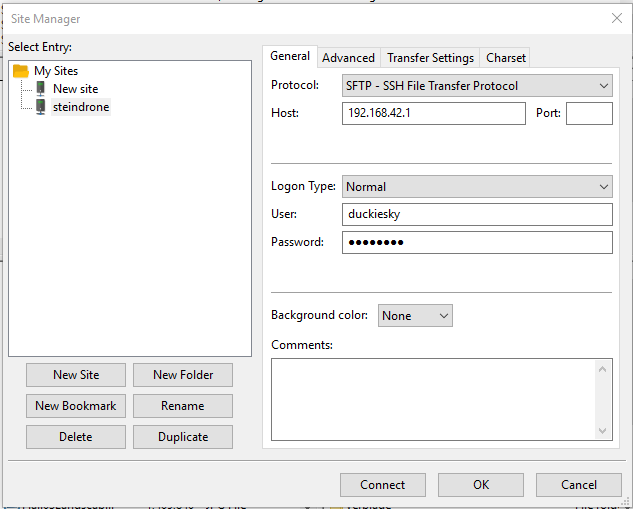 Site Manager
Select Entry:
My Sites
New site
steindrone
New Site
New Folder
New Bookmark
Rename
Delete
Duplicate
General
Advanced
Transfer Settings
Charset
Protocol:
SFTP - SSH File Transfer Protocol
Host:
192.168.42.1
Port:
Logon Type:
Normal
User:
duckiesky
Password:
●●●●●●●●
Background color:
None
Comments:
Connect
OK
Cancel